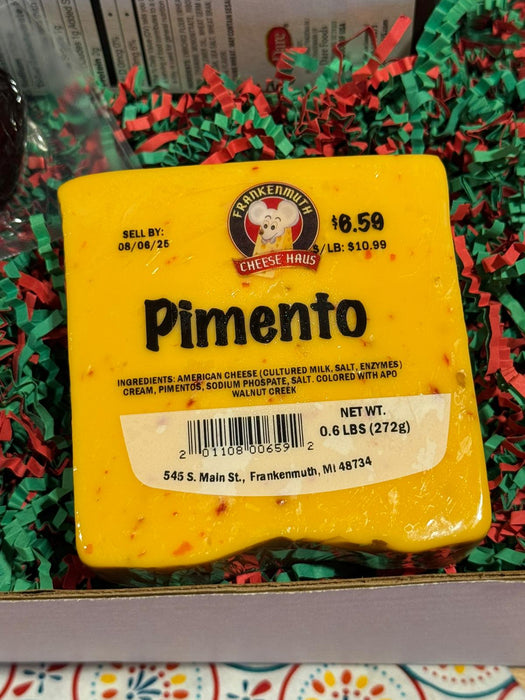 FRANKENMUTH
CHEESE HAUS
SELL BY:
08/06/25
$6.59
$/LB: $10.99
Pimento
INGREDIENTS: AMERICAN CHEESE (CULTURED MILK, SALT, ENZYMES)
CREAM, PIMENTOS, SODIUM PHOSPATE, SALT. COLORED WITH APO
WALNUT CREEK
NET WT.
0.6 LBS (272g)
2 01108 00659 2
545 S. Main St., Frankenmuth, MI 48734